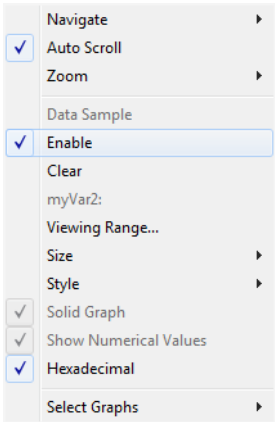 Navigate
Auto Scroll
Zoom
Data Sample
Enable
Clear
myVar2:
Viewing Range...
Size
Style
Solid Graph
Show Numerical Values
Hexadecimal
Select Graphs